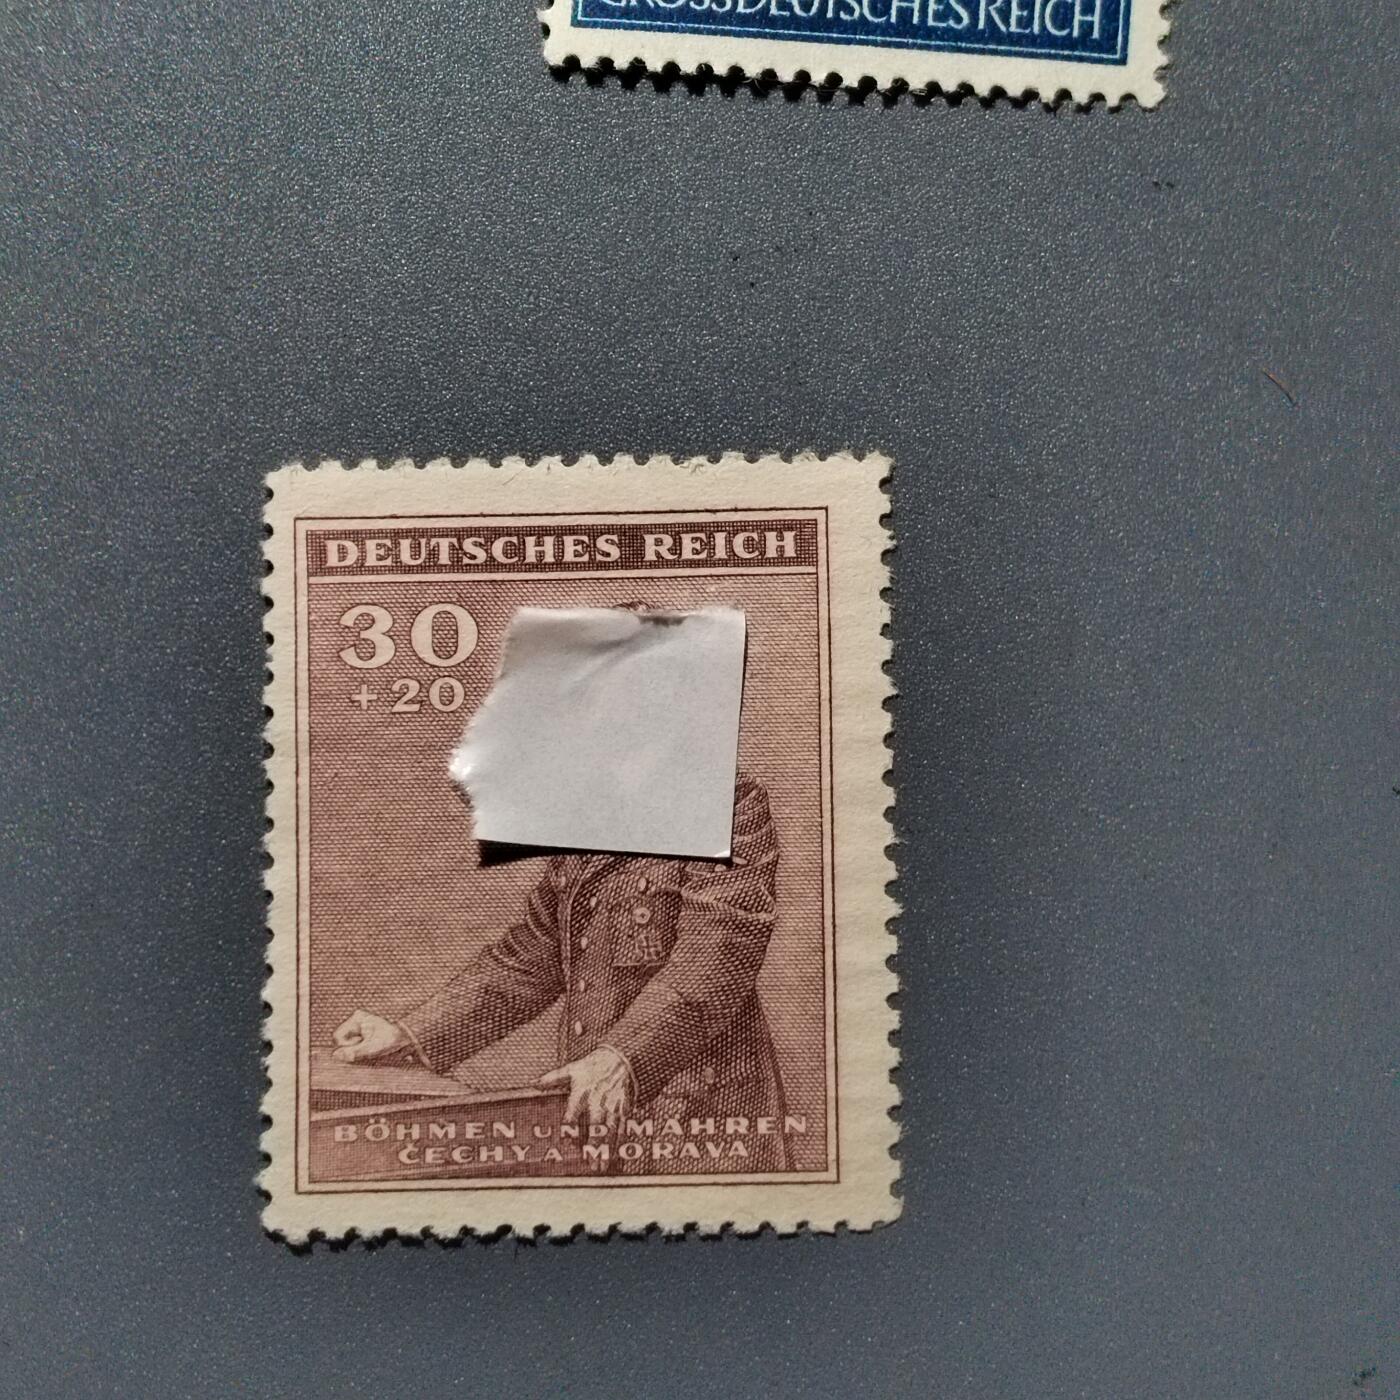 GROSSDEUTSCHES REICH
DEUTSCHES REICH
30
+20
BÖHMEN UND MÄHREN
ČECHY A MORAVA